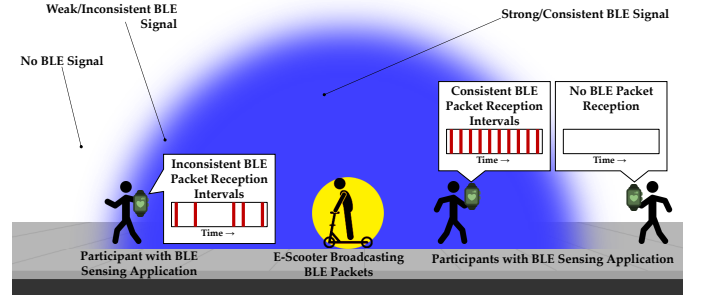 Weak/Inconsistent BLE
Signal
Strong/Consistent BLE Signal
No BLE Signal
Consistent BLE
Packet Reception
Intervals
Time →
No BLE Packet
Reception
Time →
Inconsistent BLE
Packet Reception
Intervals
Time →
Participant with BLE
Sensing Application
E-Scooter Broadcasting
BLE Packets
Participants with BLE Sensing Application